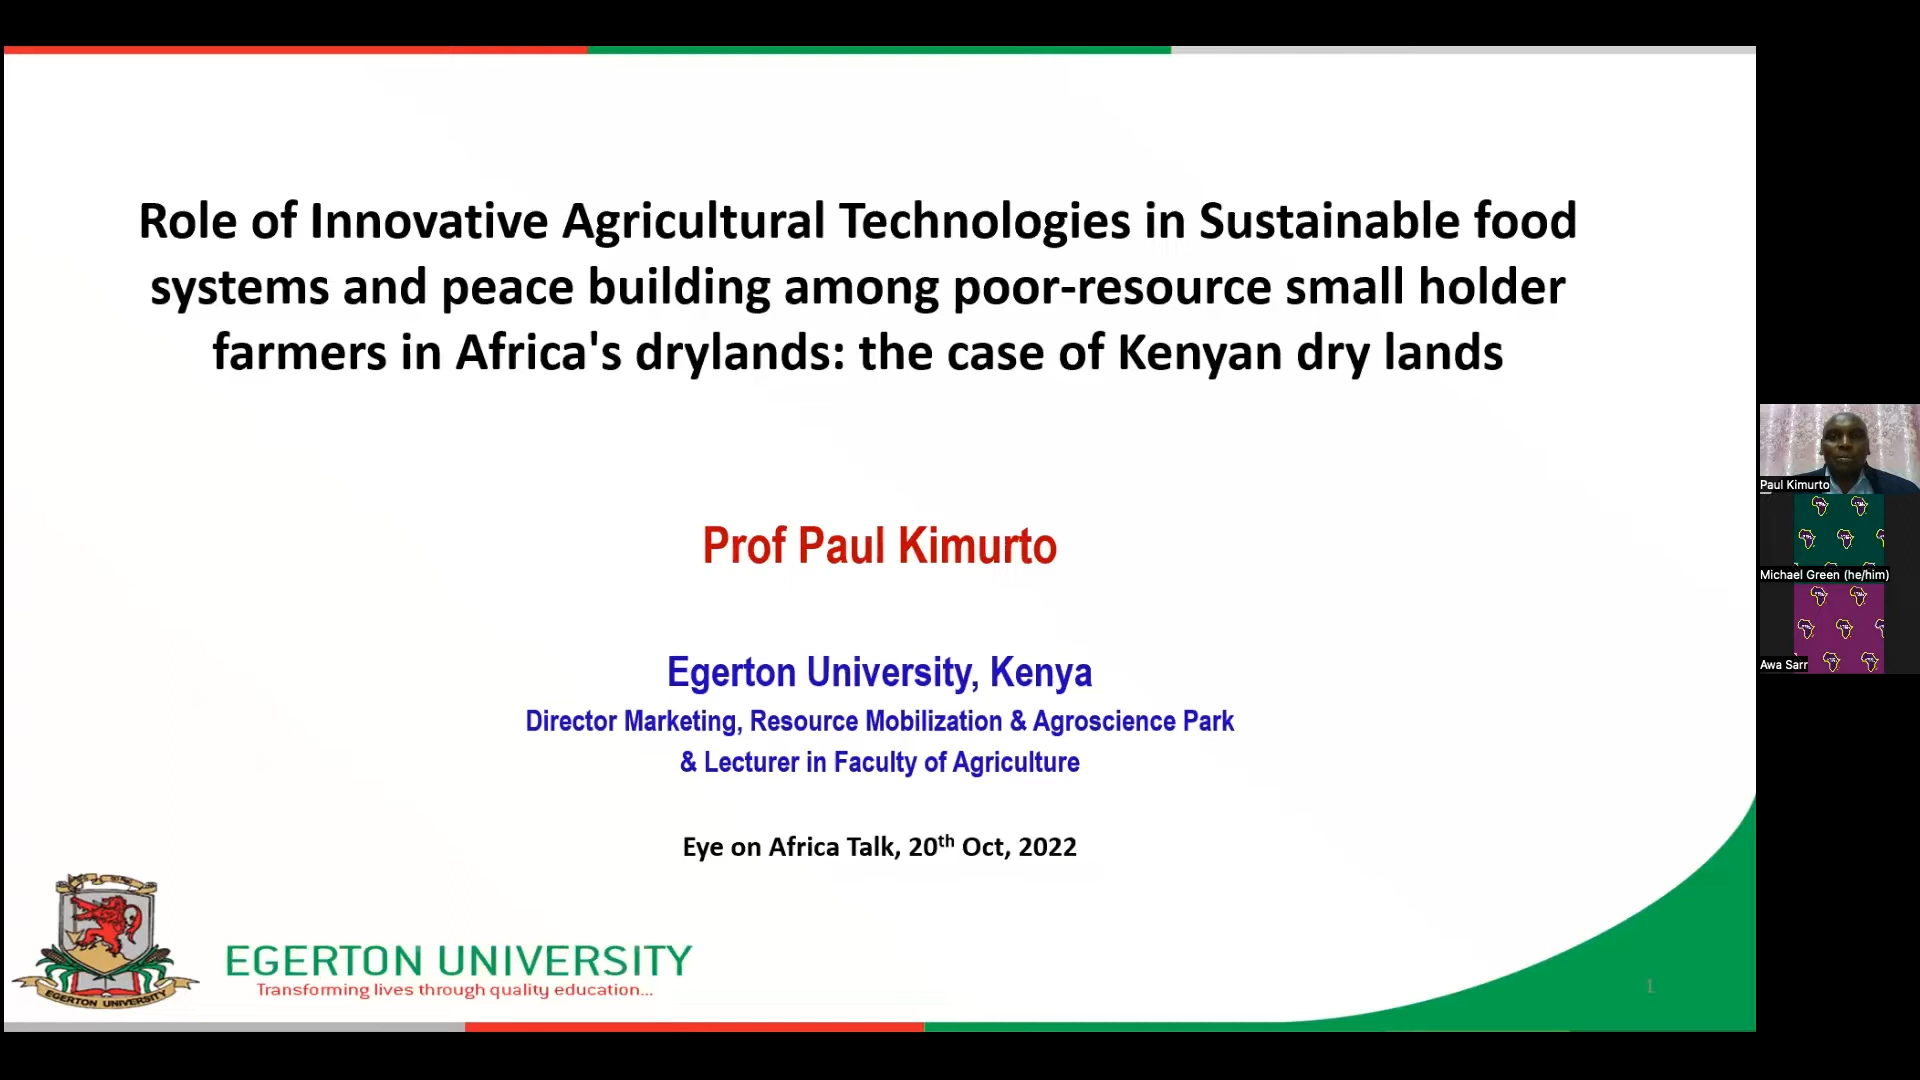 Role of Innovative Agricultural Technologies in Sustainable food
systems and peace building among poor-resource small holder
farmers in Africa's drylands: the case of Kenyan dry lands
Prof Paul Kimurto
Egerton University, Kenya
Director Marketing, Resource Mobilization & Agroscience Park
& Lecturer in Faculty of Agriculture
Eye on Africa Talk, 20th Oct, 2022
EGERTON UNIVERSITY
EGERTON UNIVERSITY
Transforming lives through quality education...
1
Paul Kimurto
Michael Green (he/him)
Awa Sarr